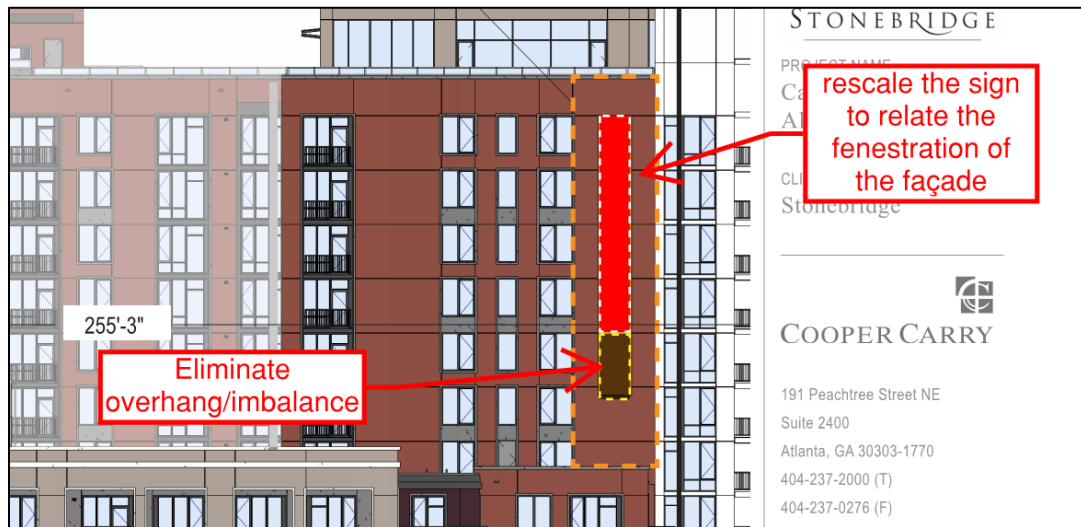 STONEBRIDGE
PROJECT NAME
Ca
Al
rescale the sign
to relate the
fenestration of
the façade
CLI
Stonebridge
255'-3"
Eliminate
overhang/imbalance
COOPER CARRY
191 Peachtree Street NE
Suite 2400
Atlanta, GA 30303-1770
404-237-2000 (T)
404-237-0276 (F)